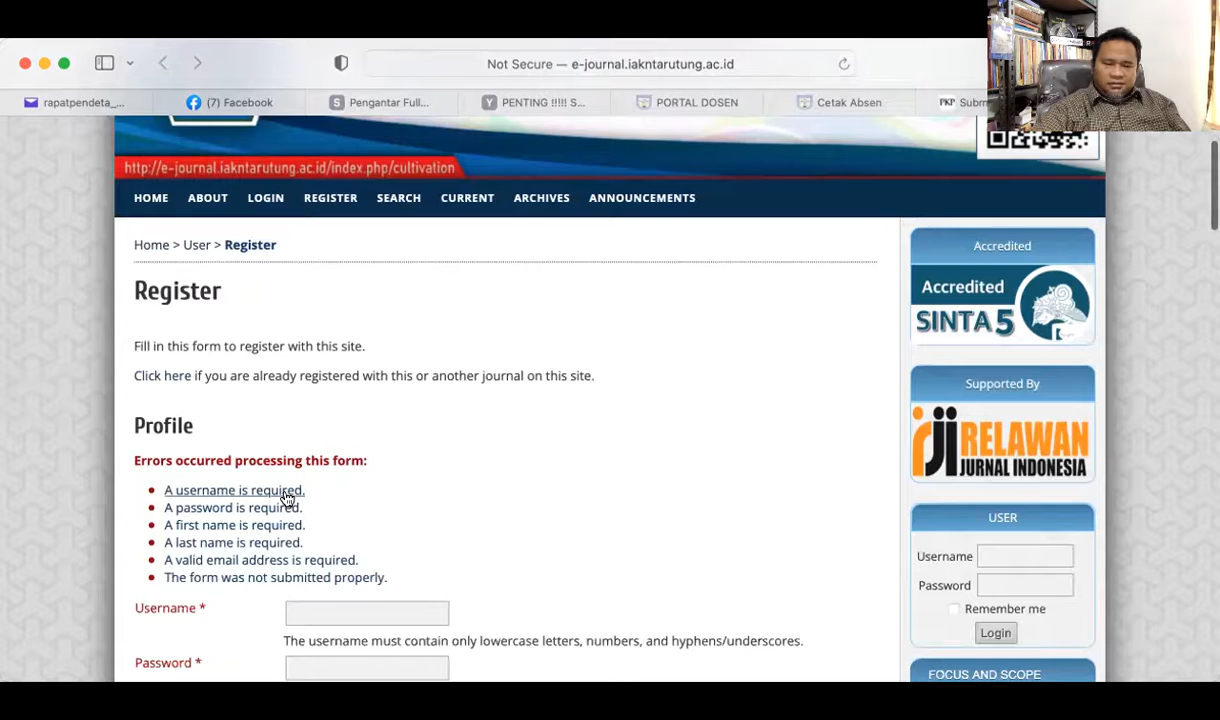 Not Secure — e-journal.iakntarutung.ac.id
rapatpendeta_...
(7) Facebook
Pengantar Full...
PENTING !!!!! S...
PORTAL DOSEN
Cetak Absen
PKP Subm
http://e-journal.iakntarutung.ac.id/index.php/cultivation
HOME ABOUT LOGIN REGISTER SEARCH CURRENT ARCHIVES ANNOUNCEMENTS
Home > User > Register
Register
Fill in this form to register with this site.
Click here if you are already registered with this or another journal on this site.
Profile
Errors occurred processing this form:
A username is required.
A password is required.
A first name is required.
A last name is required.
A valid email address is required.
The form was not submitted properly.
Username *
The username must contain only lowercase letters, numbers, and hyphens/underscores.
Password *
Accredited
Accredited
SINTA 5
Supported By
rji RELAWAN
JURNAL INDONESIA
USER
Username
Password
Remember me
Login
FOCUS AND SCOPE